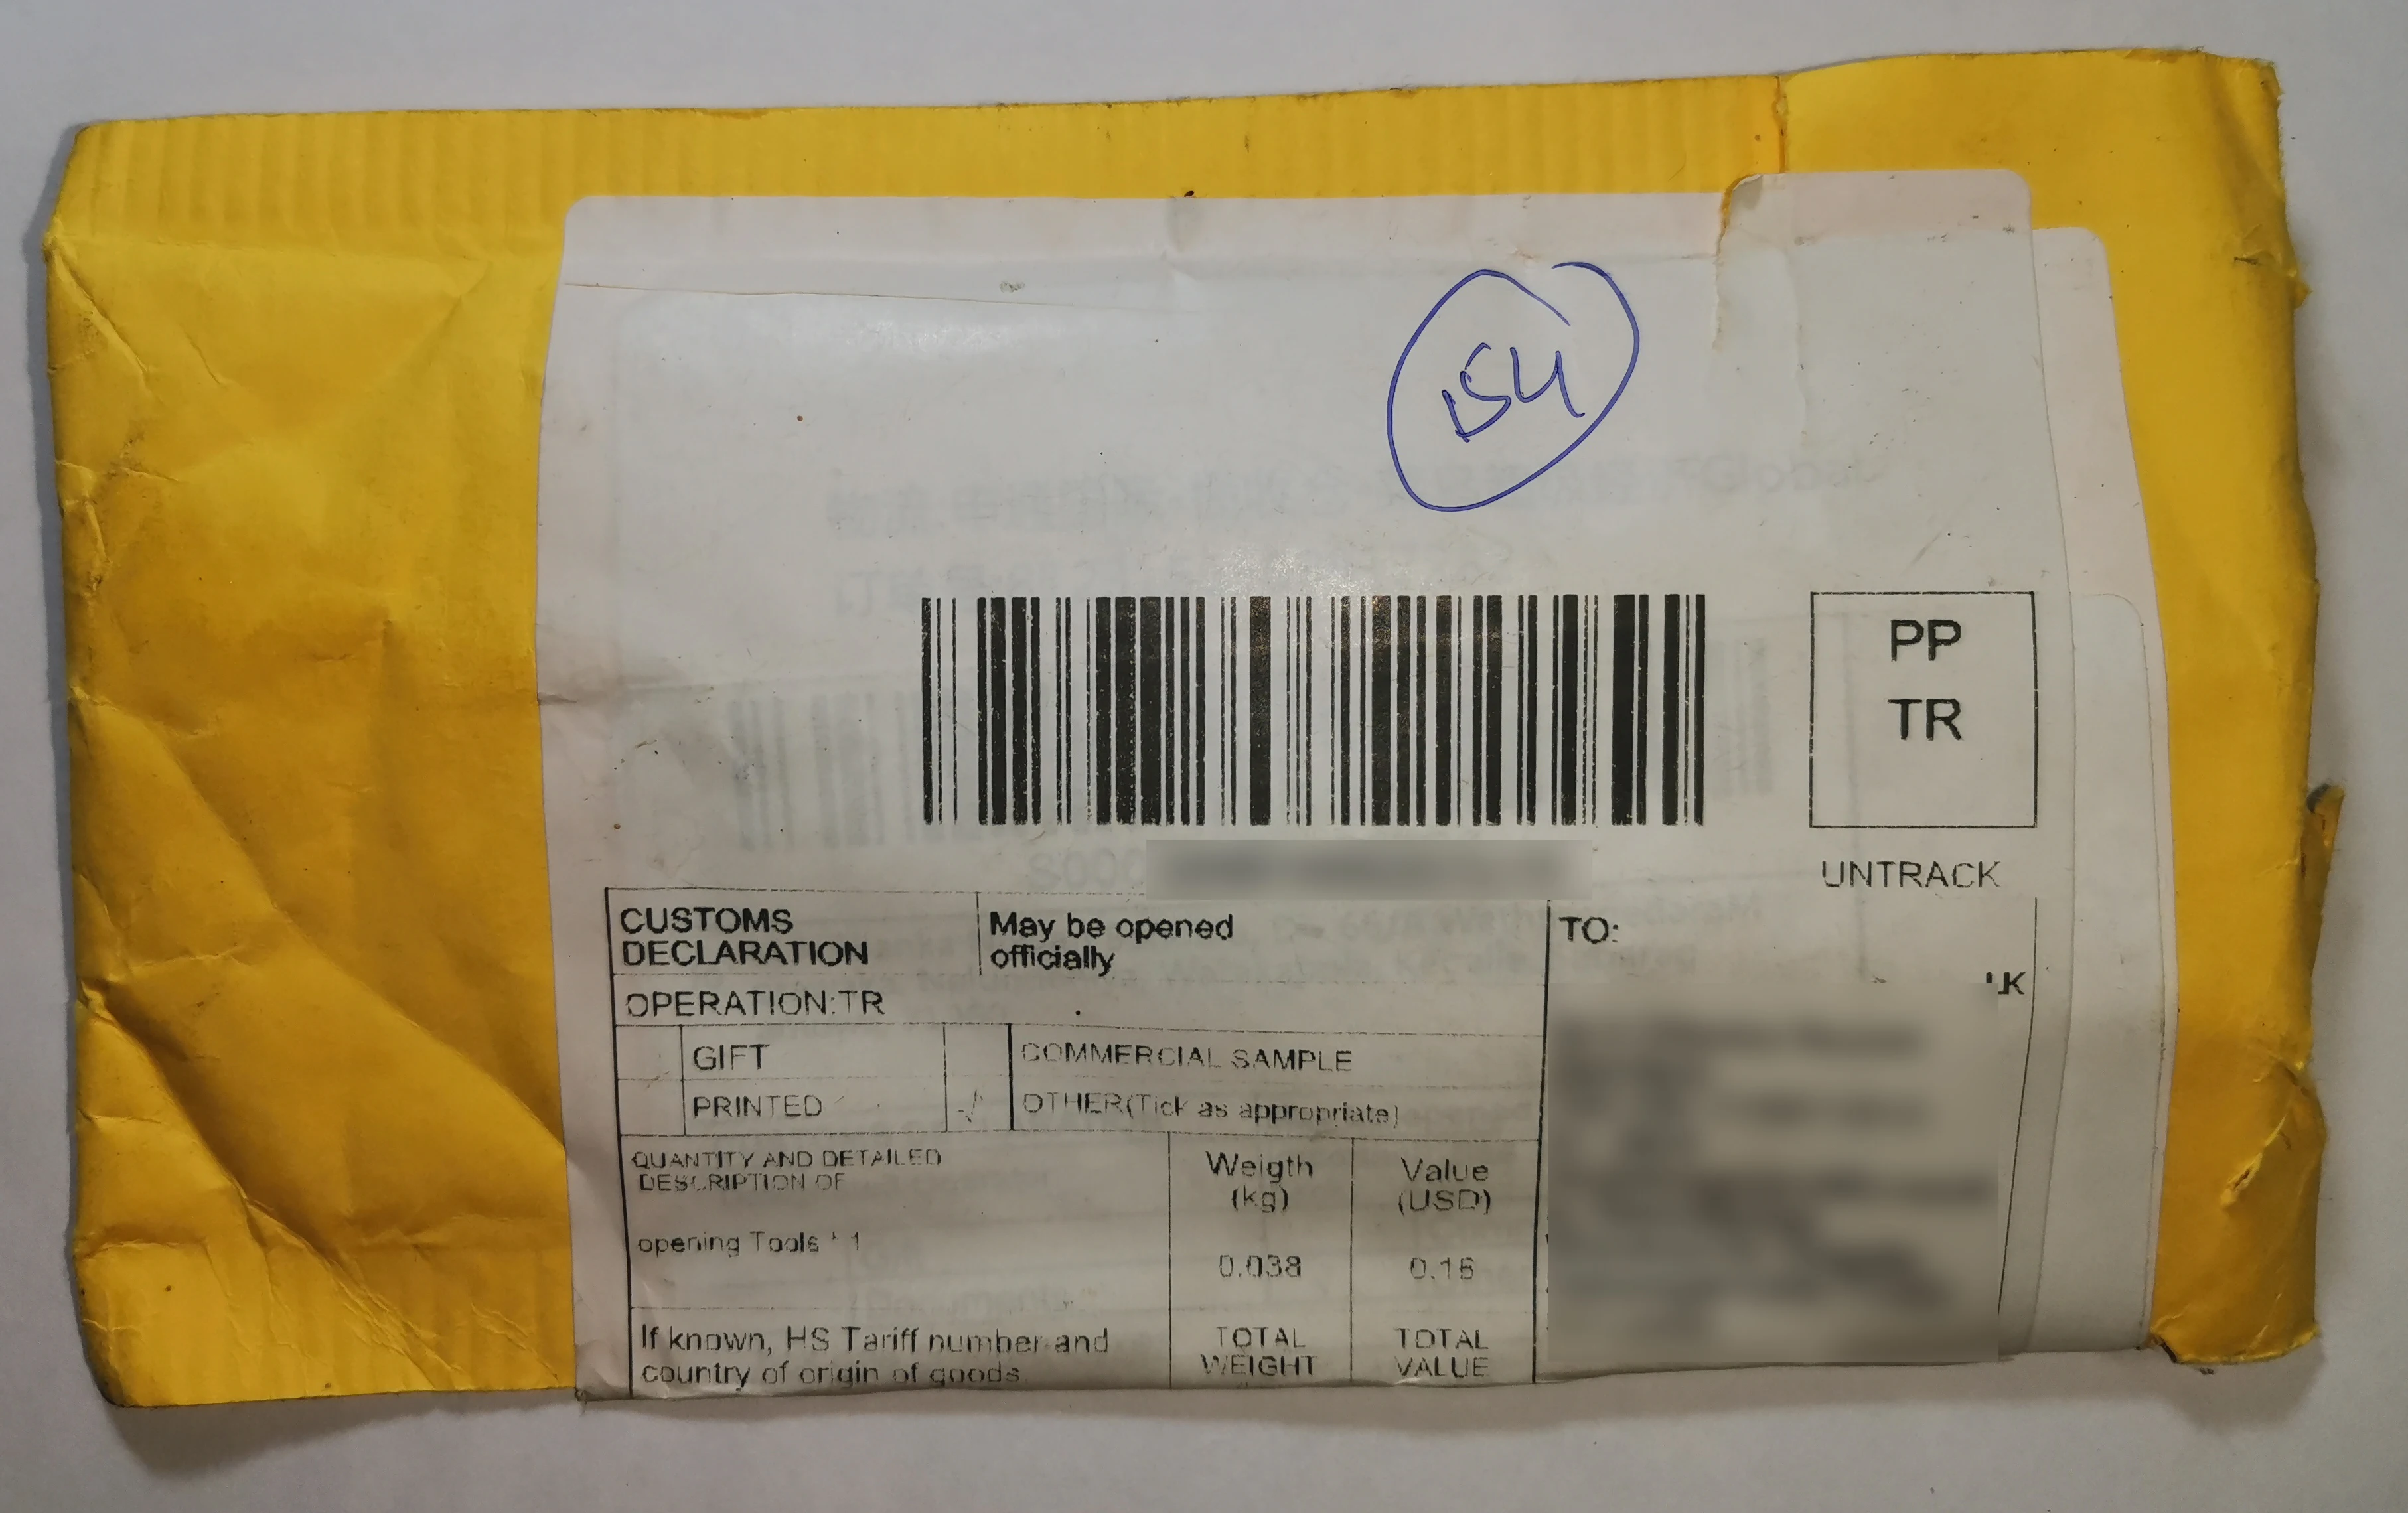 154
PP
TR
UNTRACK
S000
CUSTOMS
DECLARATION
May be opened
officially
TO:
LK
OPERATION:TR
GIFT
COMMERCIAL SAMPLE
PRINTED
√
OTHER(Tick as appropriate)
QUANTITY AND DETAILED
DESCRIPTION OF
Weigth
(kg)
Value
(USD)
opening Tools * 1
0.038
0.16
If known, HS Tariff number and
country of origin of goods
TOTAL
WEIGHT
TOTAL
VALUE